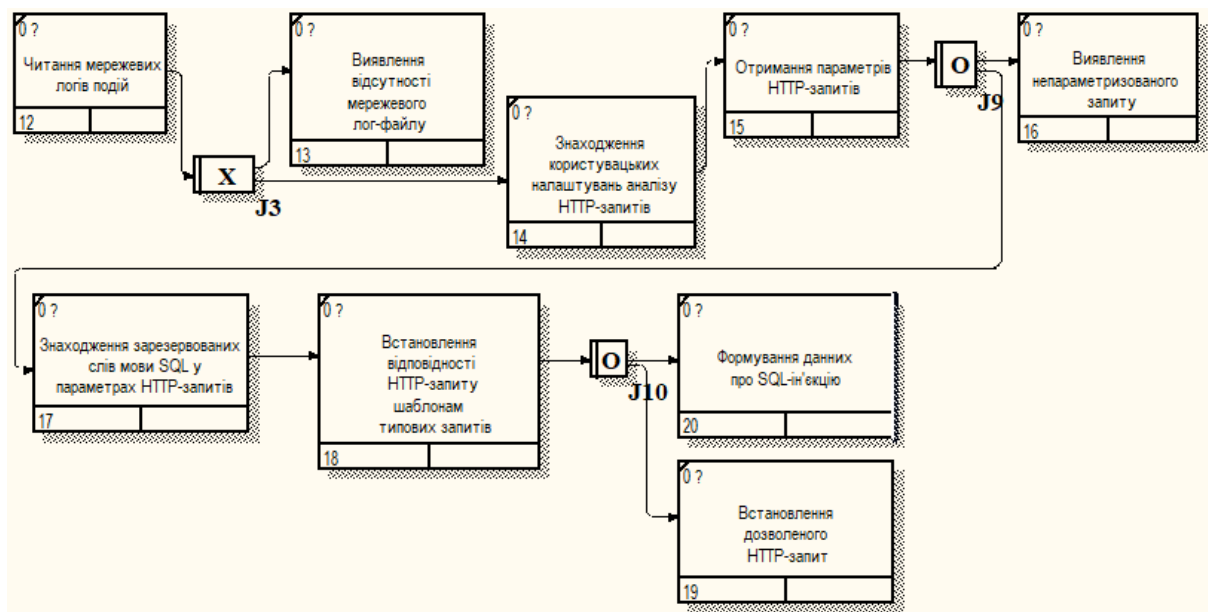 0 ?
Читання мережевих
логів подій
12
X
J3
0 ?
Виявлення
відсутності
мережевого
лог-файлу
13
0 ?
Знаходження
користувацьких
налаштувань аналізу
HTTP-запитів
14
0 ?
Отримання параметрів
HTTP-запитів
15
O
J9
0 ?
Виявлення
непараметризованого
запиту
16
0 ?
Знаходження зарезервованих
слів мови SQL у
параметрах HTTP-запитів
17
0 ?
Встановлення
відповідності
HTTP-запиту
шаблонам
типових запитів
18
O
J10
0 ?
Формування данних
про SQL-ін'єкцію
20
0 ?
Встановлення
дозволеного
HTTP-запит
19